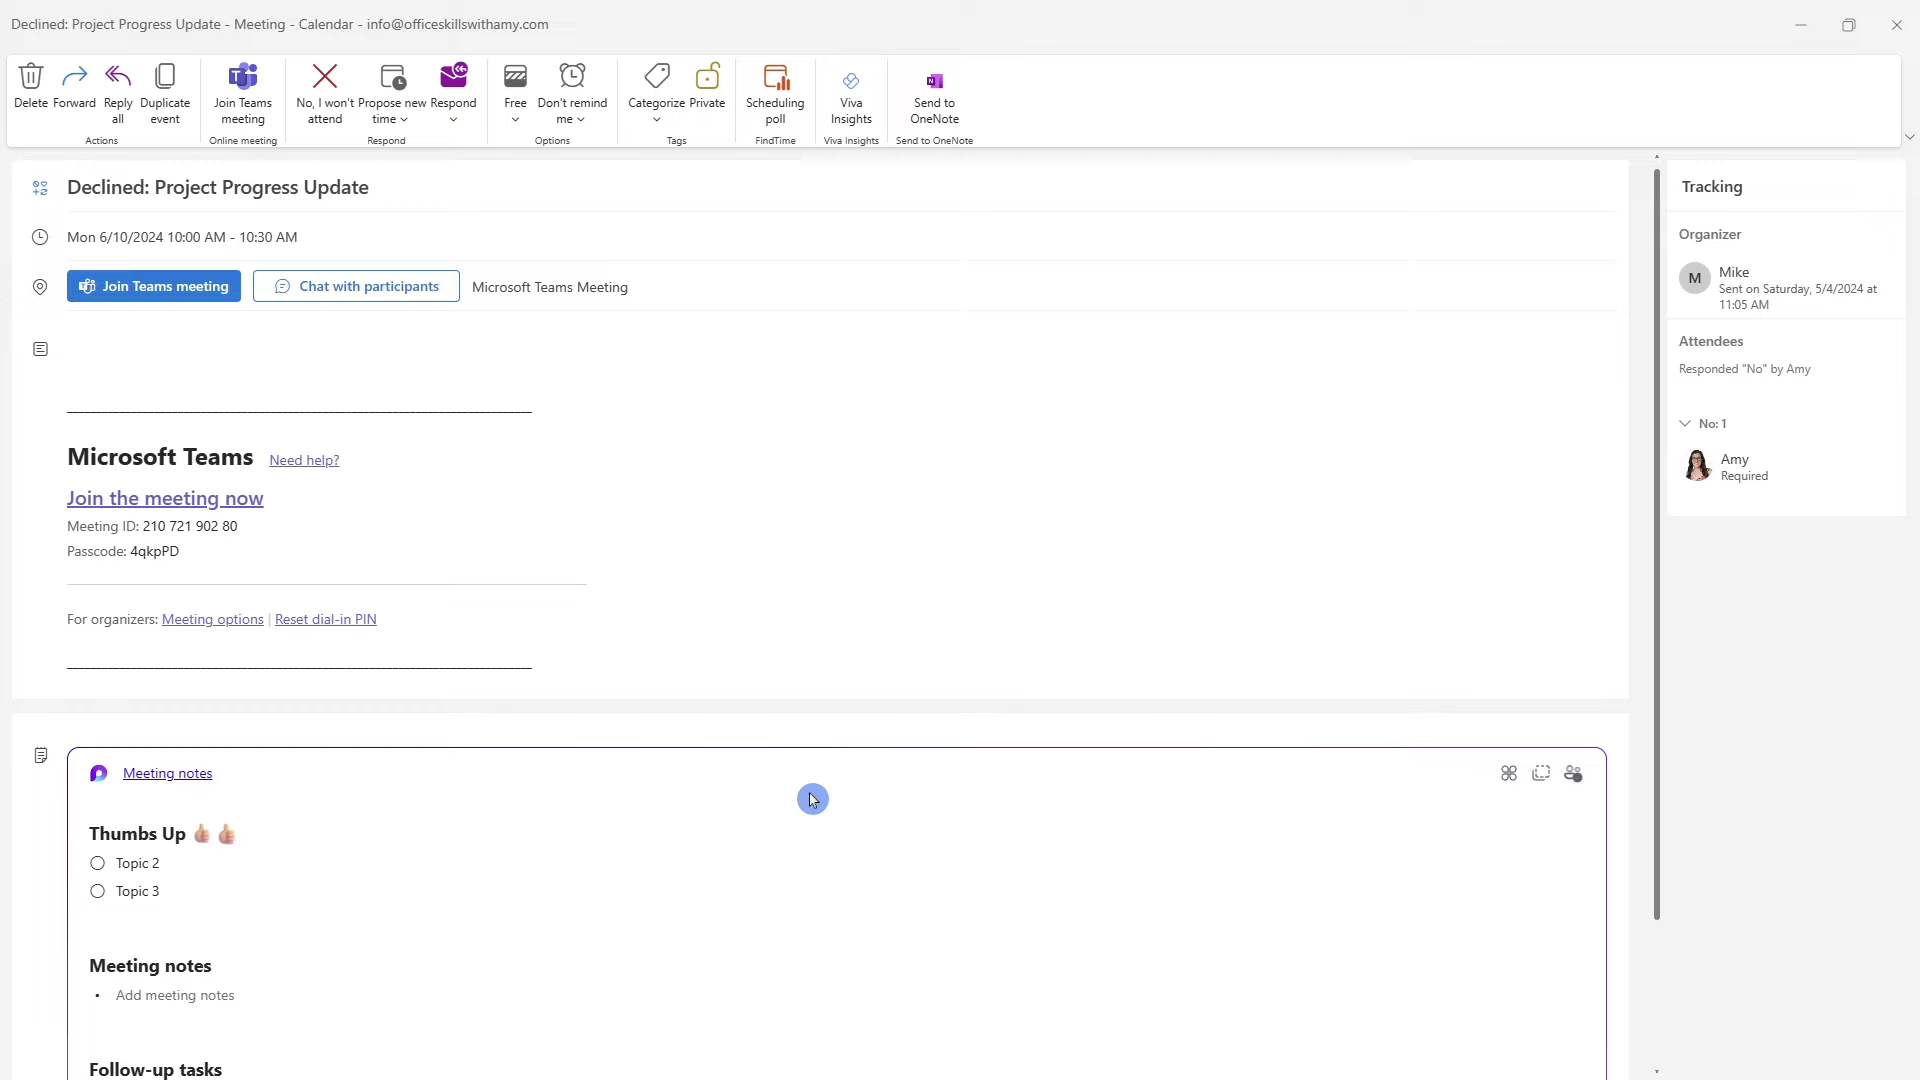 Declined: Project Progress Update - Meeting - Calendar - info@officeskillswithamy.com
Delete
Forward
Reply all
Duplicate event
Actions
Join Teams meeting
Online meeting
No, I won't attend
Propose new time
Respond
Respond
Free
Don't remind me
Options
Categorize
Private
Tags
Scheduling poll
FindTime
Viva Insights
Viva Insights
Send to OneNote
Send to OneNote
Declined: Project Progress Update
Mon 6/10/2024 10:00 AM - 10:30 AM
Join Teams meeting
Chat with participants
Microsoft Teams Meeting
Microsoft Teams Need help?
Join the meeting now
Meeting ID: 210 721 902 80
Passcode: 4qkpPD
For organizers: Meeting options | Reset dial-in PIN
Meeting notes
Thumbs Up 👍🏼 👍🏼
Topic 2
Topic 3
Meeting notes
• Add meeting notes
Follow-up tasks
Tracking
Organizer
M
Mike
Sent on Saturday, 5/4/2024 at
11:05 AM
Attendees
Responded "No" by Amy
No: 1
Amy
Required